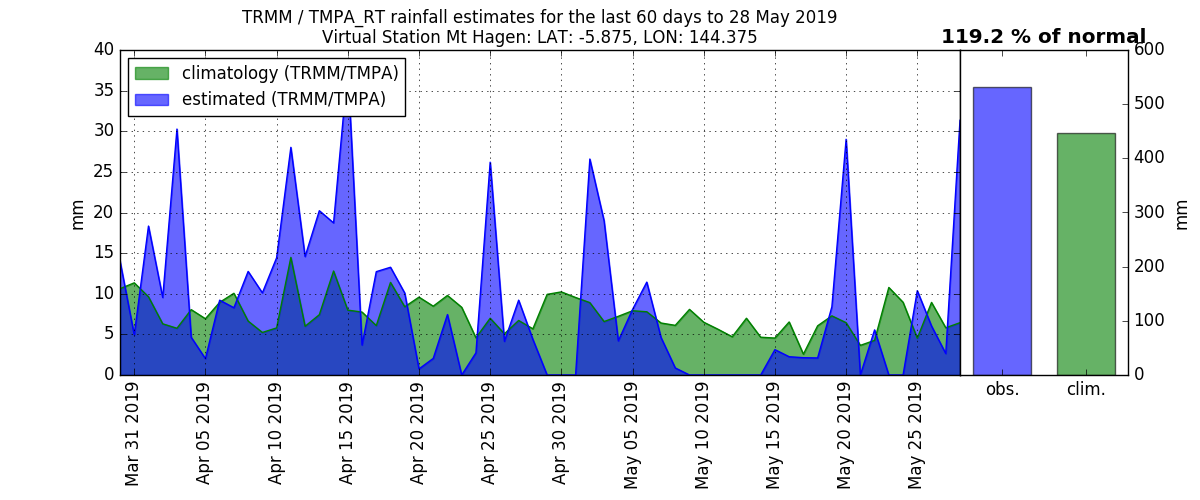 TRMM / TMPA_RT rainfall estimates for the last 60 days to 28 May 2019
Virtual Station Mt Hagen: LAT: -5.875, LON: 144.375
119.2 % of normal
climatology (TRMM/TMPA)
estimated (TRMM/TMPA)
40
35
30
25
20
15
10
5
0
mm
600
500
400
300
200
100
0
mm
Mar 31 2019
Apr 05 2019
Apr 10 2019
Apr 15 2019
Apr 20 2019
Apr 25 2019
Apr 30 2019
May 05 2019
May 10 2019
May 15 2019
May 20 2019
May 25 2019
obs.
clim.